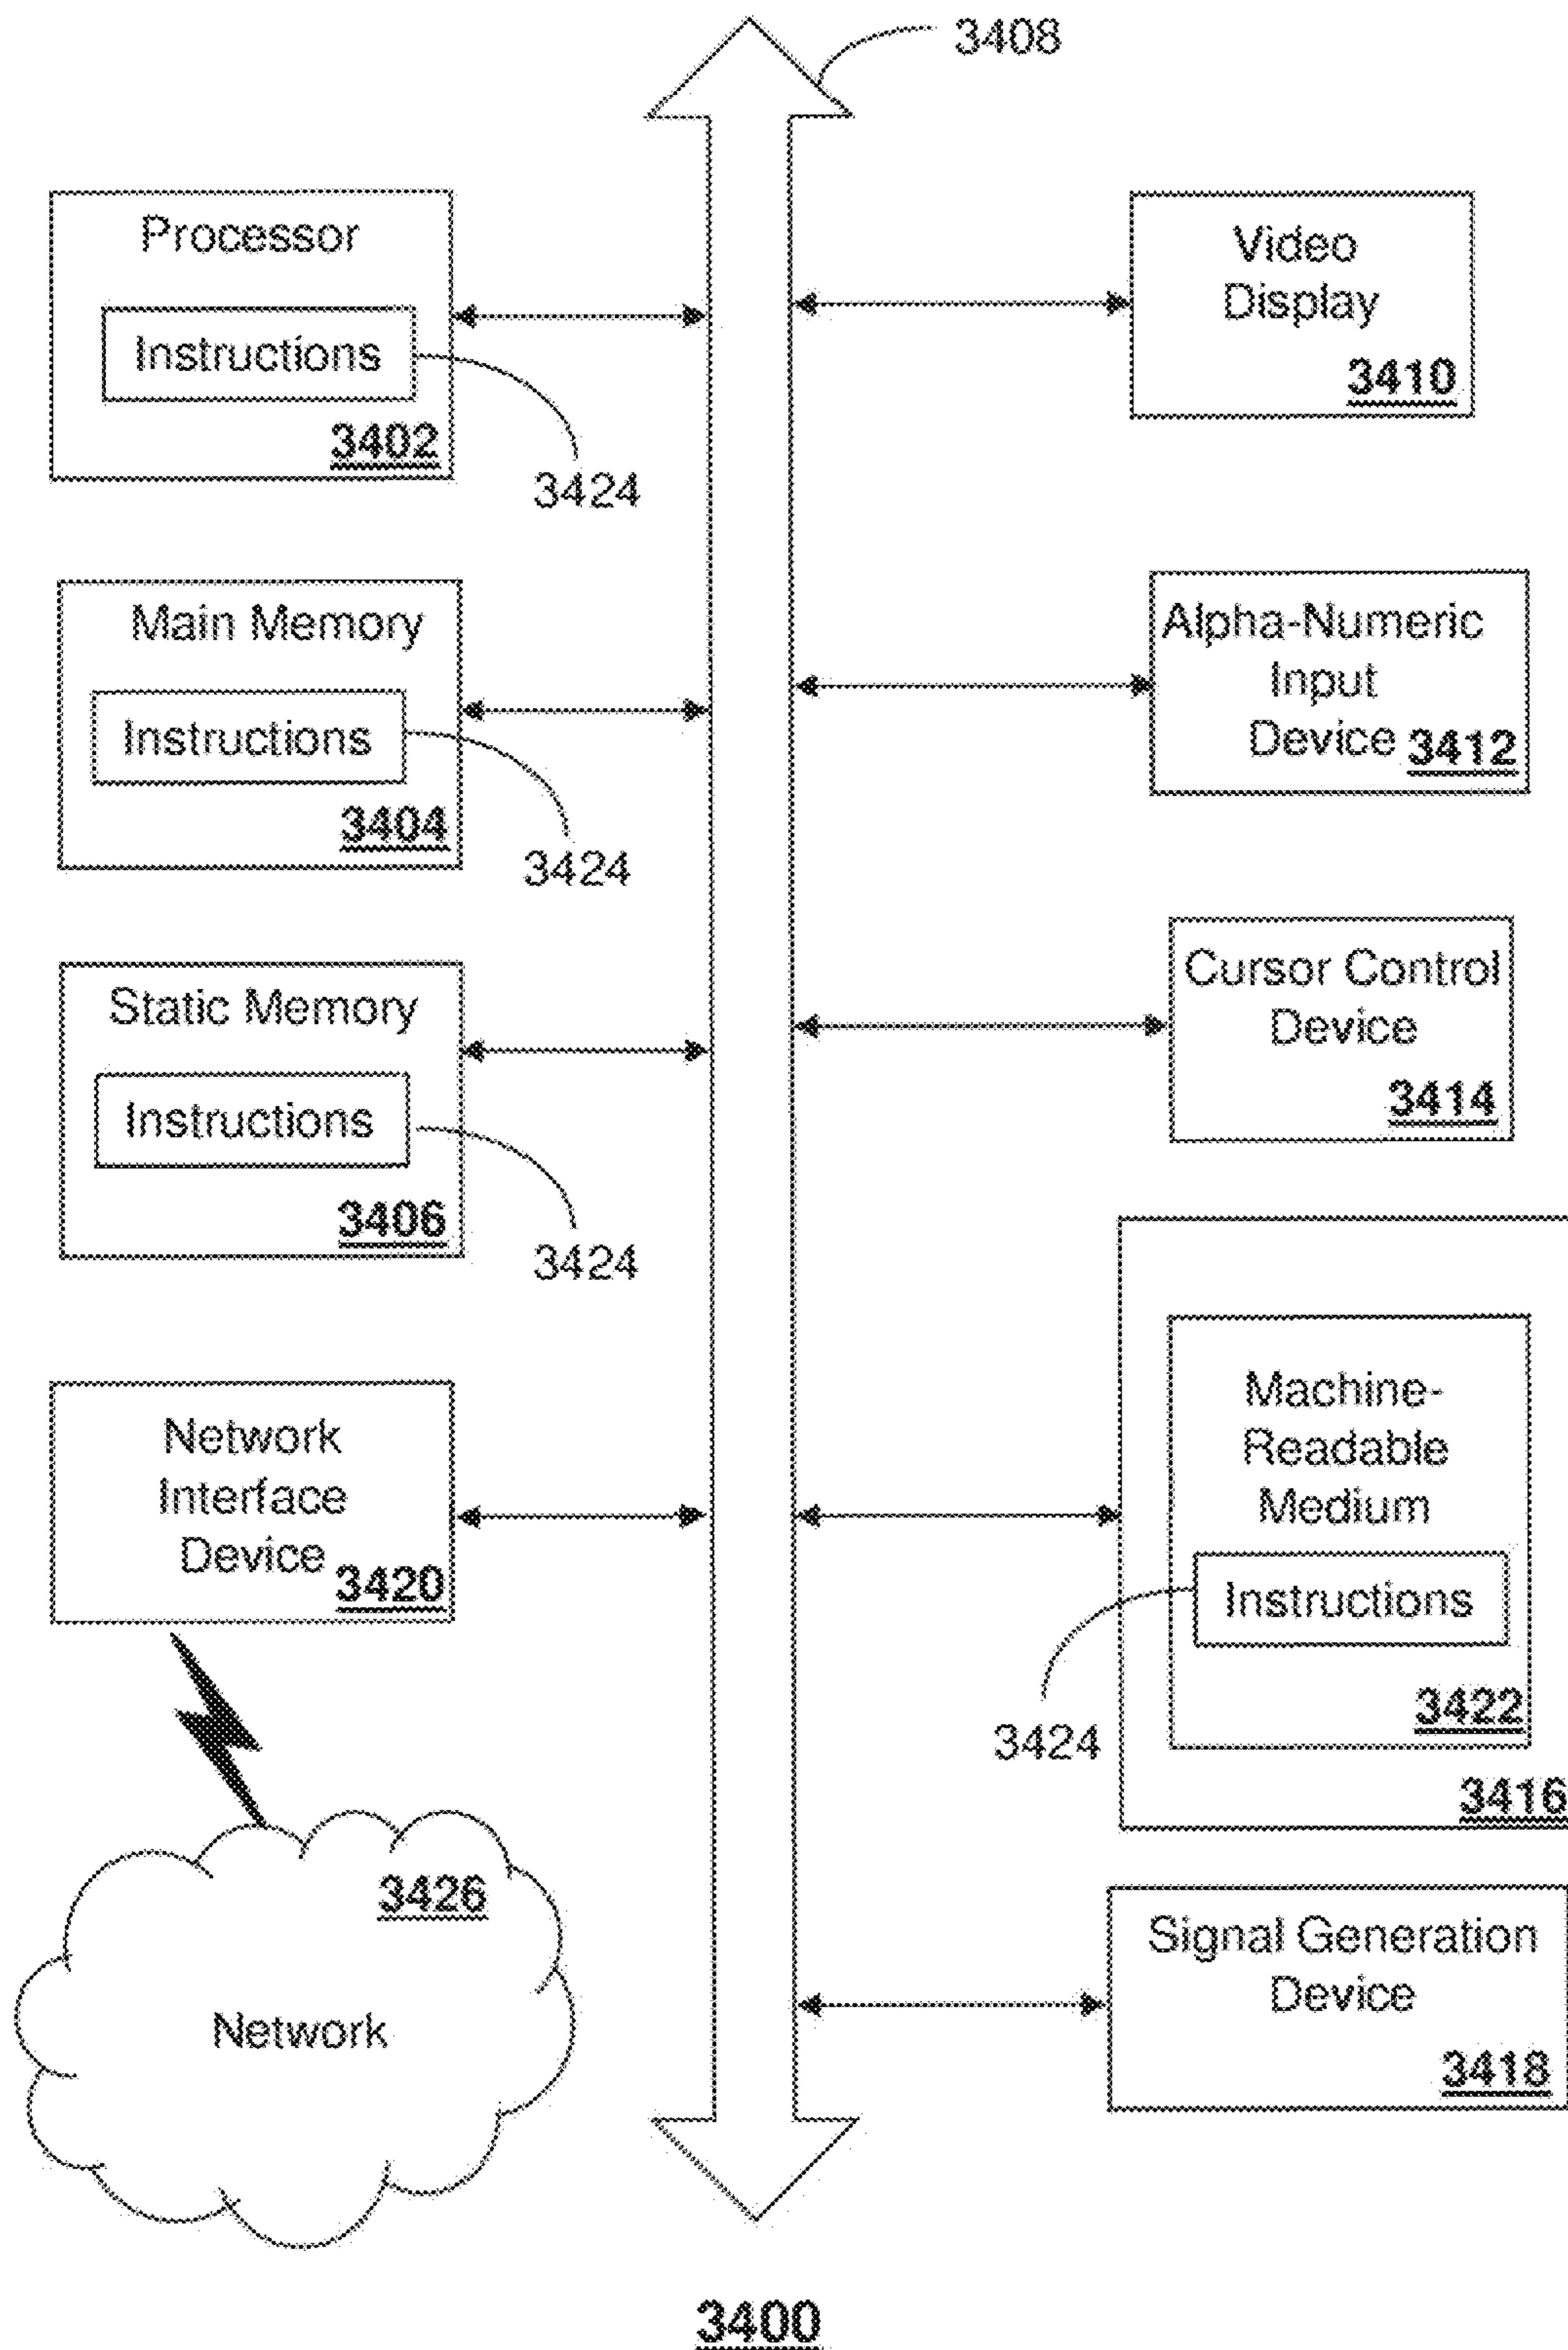 3408
Processor
Instructions
3402
3424
Main Memory
Instructions
3404
3424
Static Memory
Instructions
3406
3424
Network
Interface
Device
3420
3426
Network
Video
Display
3410
Alpha-Numeric
Input
Device 3412
Cursor Control
Device
3414
Machine-
Readable
Medium
Instructions
3422
3424
3416
Signal Generation
Device
3418
3400